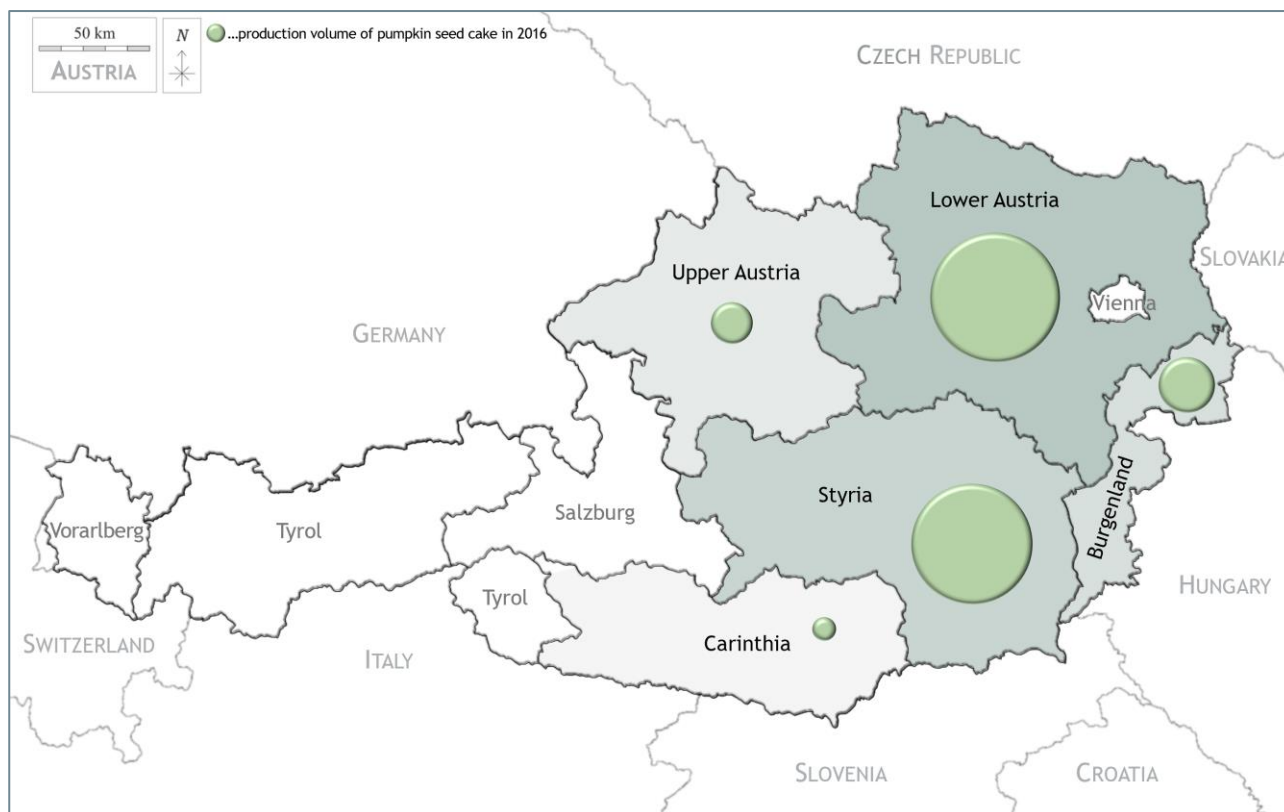 50 km
N
AUSTRIA
...production volume of pumpkin seed cake in 2016
CZECH REPUBLIC
Lower Austria
SLOVAKIA
Upper Austria
Vienna
GERMANY
Styria
Burgenland
Salzburg
Vorarlberg
Tyrol
HUNGARY
Tyrol
Carinthia
SWITZERLAND
ITALY
SLOVENIA
CROATIA